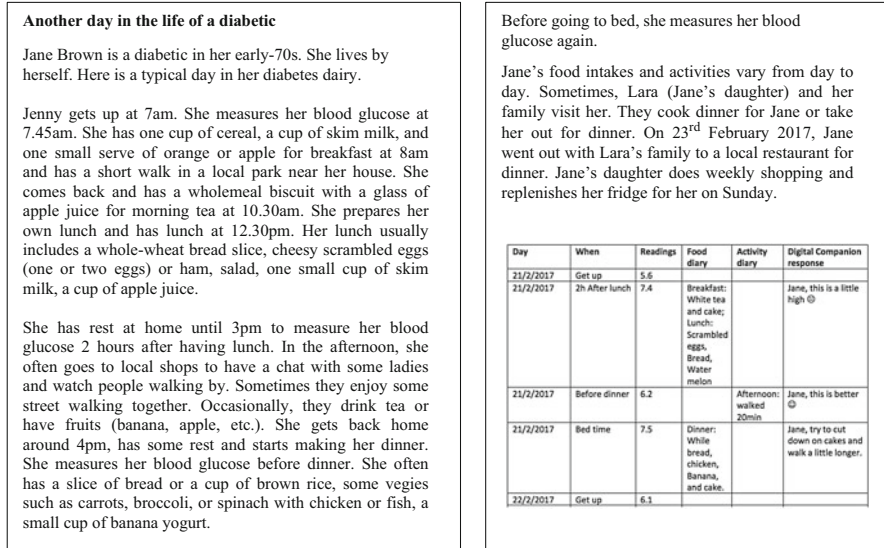 Another day in the life of a diabetic
Jane Brown is a diabetic in her early-70s. She lives by
herself. Here is a typical day in her diabetes dairy.
Jenny gets up at 7am. She measures her blood glucose at
7.45am. She has one cup of cereal, a cup of skim milk, and
one small serve of orange or apple for breakfast at 8am
and has a short walk in a local park near her house. She
comes back and has a wholemeal biscuit with a glass of
apple juice for morning tea at 10.30am. She prepares her
own lunch and has lunch at 12.30pm. Her lunch usually
includes a whole-wheat bread slice, cheesy scrambled eggs
(one or two eggs) or ham, salad, one small cup of skim
milk, a cup of apple juice.
She has rest at home until 3pm to measure her blood
glucose 2 hours after having lunch. In the afternoon, she
often goes to local shops to have a chat with some ladies
and watch people walking by. Sometimes they enjoy some
street walking together. Occasionally, they drink tea or
have fruits (banana, apple, etc.). She gets back home
around 4pm, has some rest and starts making her dinner.
She measures her blood glucose before dinner. She often
has a slice of bread or a cup of brown rice, some vegies
such as carrots, broccoli, or spinach with chicken or fish, a
small cup of banana yogurt.
Before going to bed, she measures her blood
glucose again.
Jane's food intakes and activities vary from day to
day. Sometimes, Lara (Jane's daughter) and her
family visit her. They cook dinner for Jane or take
her out for dinner. On 23rd February 2017, Jane
went out with Lara's family to a local restaurant for
dinner. Jane's daughter does weekly shopping and
replenishes her fridge for her on Sunday.
Day When Readings Food Activity Digital Companion
diary diary response
21/2/2017 Get up 5.6
21/2/2017 2h After lunch 7.4 Breakfast: Jane, this is a little
White tea high ☹
and cake;
Lunch:
Scrambled
eggs,
Bread,
Water
melon
21/2/2017 Before dinner 6.2 Afternoon: Jane, this is better
walked ☺
20min
21/2/2017 Bed time 7.5 Dinner: Jane, try to cut
While down on cakes and
bread, walk a little longer.
chicken,
Banana,
and cake.
22/2/2017 Get up 6.1